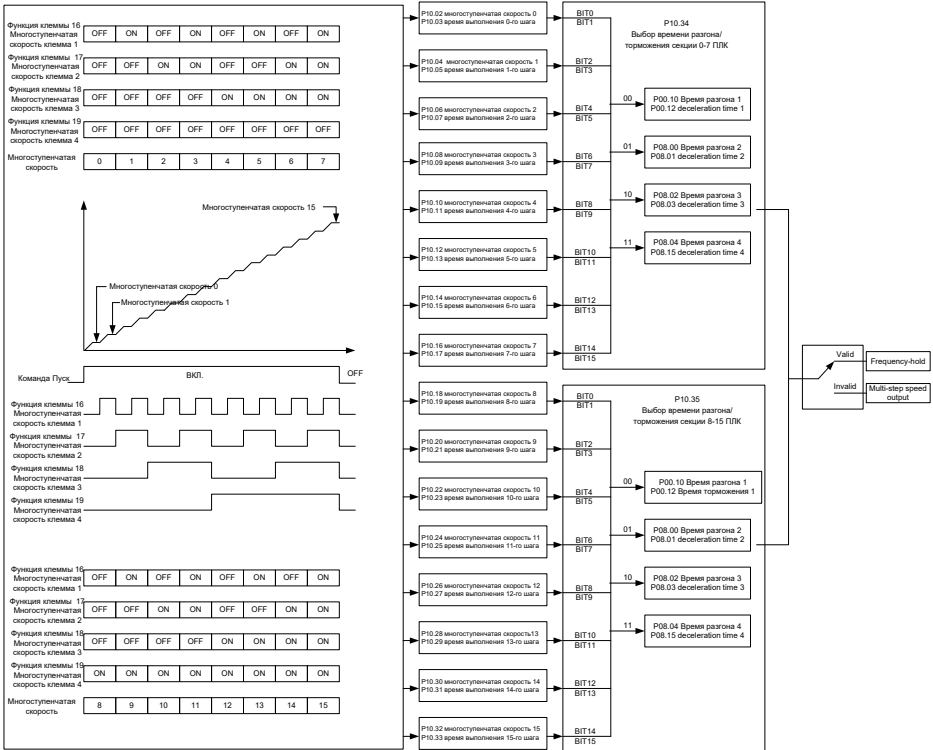 Функция клеммы 16
Многоступенчатая
скорость клемма 1
OFF ON OFF ON OFF ON OFF ON
Функция клеммы 17
Многоступенчатая
скорость клемма 2
OFF OFF ON ON OFF OFF ON ON
Функция клеммы 18
Многоступенчатая
скорость клемма 3
OFF OFF OFF OFF ON ON ON ON
Функция клеммы 19
Многоступенчатая
скорость клемма 4
OFF OFF OFF OFF OFF OFF OFF OFF
Многоступенчатая
скорость
0 1 2 3 4 5 6 7
Многоступенчатая скорость 15
Многоступенчатая скорость 0
Многоступенчатая скорость 1
Команда Пуск
ВКЛ.
OFF
Функция клеммы 16
Многоступенчатая
скорость клемма 1
Функция клеммы 17
Многоступенчатая
скорость клемма 2
Функция клеммы 18
Многоступенчатая
скорость клемма 3
Функция клеммы 19
Многоступенчатая
скорость клемма 4
Функция клеммы 16
Многоступенчатая
скорость клемма 1
OFF ON OFF ON OFF ON OFF ON
Функция клеммы 17
Многоступенчатая
скорость клемма 2
OFF OFF ON ON OFF OFF ON ON
Функция клеммы 18
Многоступенчатая
скорость клемма 3
OFF OFF OFF OFF ON ON ON ON
Функция клеммы 19
Многоступенчатая
скорость клемма 4
ON ON ON ON ON ON ON ON
Многоступенчатая
скорость
8 9 10 11 12 13 14 15
P10.02 многоступенчатая скорость 0
P10.03 время выполнения 0-го шага
P10.04 многоступенчатая скорость 1
P10.05 время выполнения 1-го шага
P10.06 многоступенчатая скорость 2
P10.07 время выполнения 2-го шага
P10.08 многоступенчатая скорость 3
P10.09 время выполнения 3-го шага
P10.10 многоступенчатая скорость 4
P10.11 время выполнения 4-го шага
P10.12 многоступенчатая скорость 5
P10.13 время выполнения 5-го шага
P10.14 многоступенчатая скорость 6
P10.15 время выполнения 6-го шага
P10.16 многоступенчатая скорость 7
P10.17 время выполнения 7-го шага
P10.18 многоступенчатая скорость 8
P10.19 время выполнения 8-го шага
P10.20 многоступенчатая скорость 9
P10.21 время выполнения 9-го шага
P10.22 многоступенчатая скорость 10
P10.23 время выполнения 10-го шага
P10.24 многоступенчатая скорость 11
P10.25 время выполнения 11-го шага
P10.26 многоступенчатая скорость 12
P10.27 время выполнения 12-го шага
P10.28 многоступенчатая скорость13
P10.29 время выполнения 13-го шага
P10.30 многоступенчатая скорость 14
P10.31 время выполнения 14-го шага
P10.32 многоступенчатая скорость 15
P10.33 время выполнения 15-го шага
BIT0
BIT1
BIT2
BIT3
BIT4
BIT5
BIT6
BIT7
BIT8
BIT9
BIT10
BIT11
BIT12
BIT13
BIT14
BIT15
P10.34
Выбор времени разгона/
торможения секции 0-7 ПЛК
00
P00.10 Время разгона 1
P00.12 deceleration time 1
01
P08.00 Время разгона 2
P08.01 deceleration time 2
10
P08.02 Время разгона 3
P08.03 deceleration time 3
11
P08.04 Время разгона 4
P08.15 deceleration time 4
BIT0
BIT1
BIT2
BIT3
BIT4
BIT5
BIT6
BIT7
BIT8
BIT9
BIT10
BIT11
BIT12
BIT13
BIT14
BIT15
P10.35
Выбор времени разгона/
торможения секции 8-15 ПЛК
00
P00.10 Время разгона 1
P00.12 Время торможения 1
01
P08.00 Время разгона 2
P08.01 deceleration time 2
10
P08.02 Время разгона 3
P08.03 deceleration time 3
11
P08.04 Время разгона 4
P08.15 deceleration time 4
Valid
Frequency-hold
Invalid
Multi-step speed
output